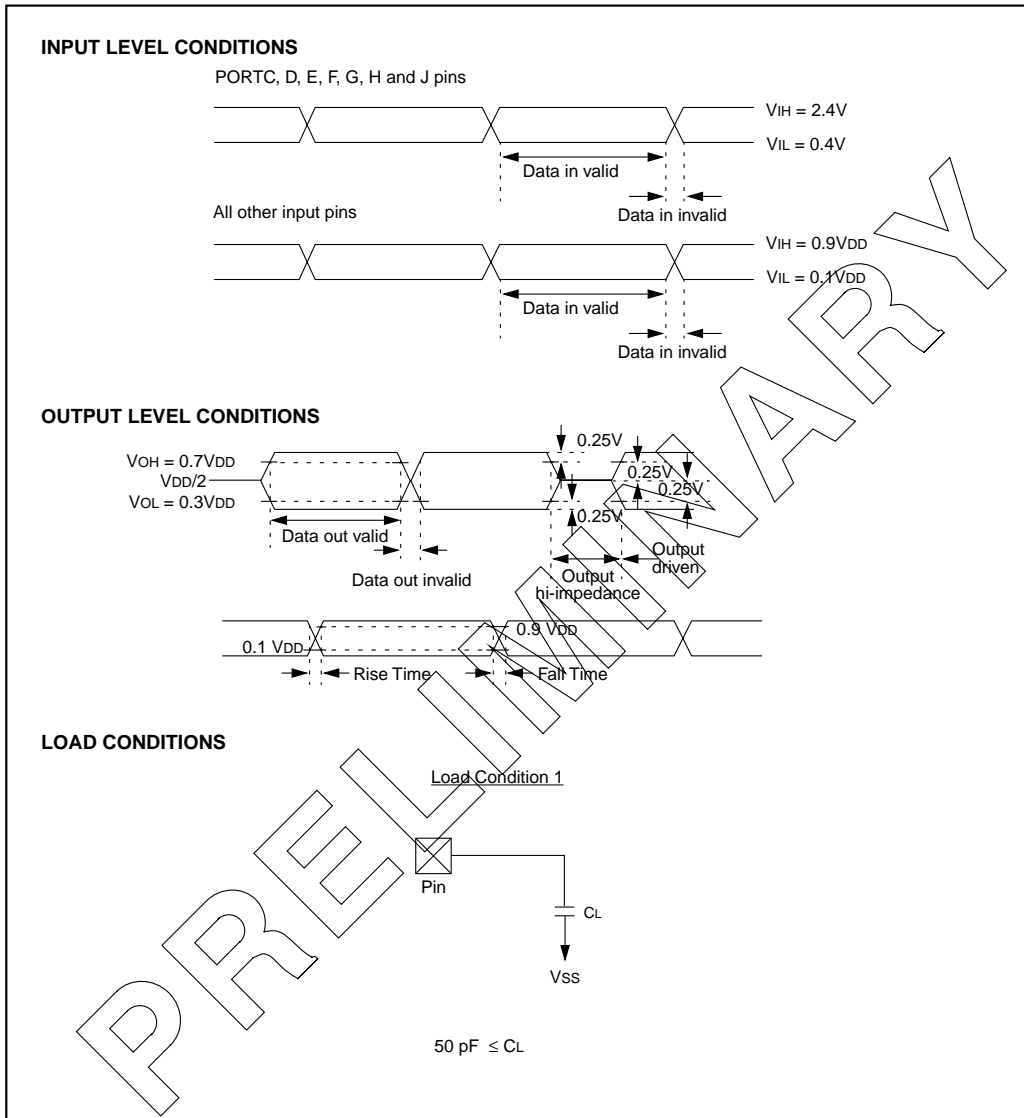 INPUT LEVEL CONDITIONS
PORTC, D, E, F, G, H and J pins
VIH = 2.4V
VIL = 0.4V
Data in valid
Data in invalid
All other input pins
VIH = 0.9VDD
VIL = 0.1VDD
Data in valid
Data in invalid
OUTPUT LEVEL CONDITIONS
0.25V
VOH = 0.7VDD
VDD/2
VOL = 0.3VDD
0.25V
0.25V
0.25V
Data out valid
Data out invalid
Output
hi-impedance
Output
driven
0.9 VDD
0.1 VDD
Rise Time
Fall Time
LOAD CONDITIONS
Load Condition 1
Pin
CL
VSS
50 pF ≤ CL
PRELIMINARY